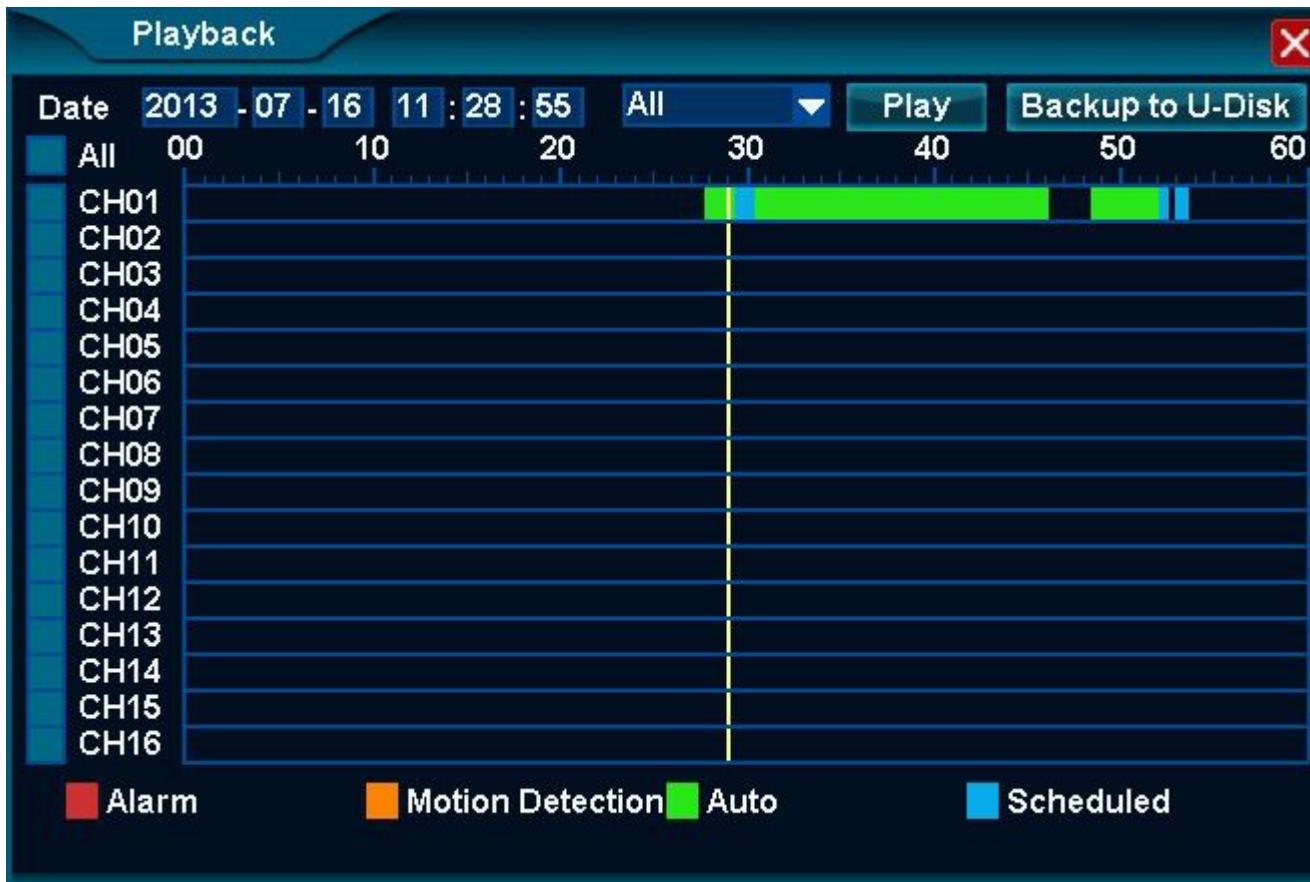 Playback
Date 2013 - 07 - 16 11 : 28 : 55 All Play Backup to U-Disk
All 00 10 20 30 40 50 60
CH01
CH02
CH03
CH04
CH05
CH06
CH07
CH08
CH09
CH10
CH11
CH12
CH13
CH14
CH15
CH16
Alarm Motion Detection Auto Scheduled